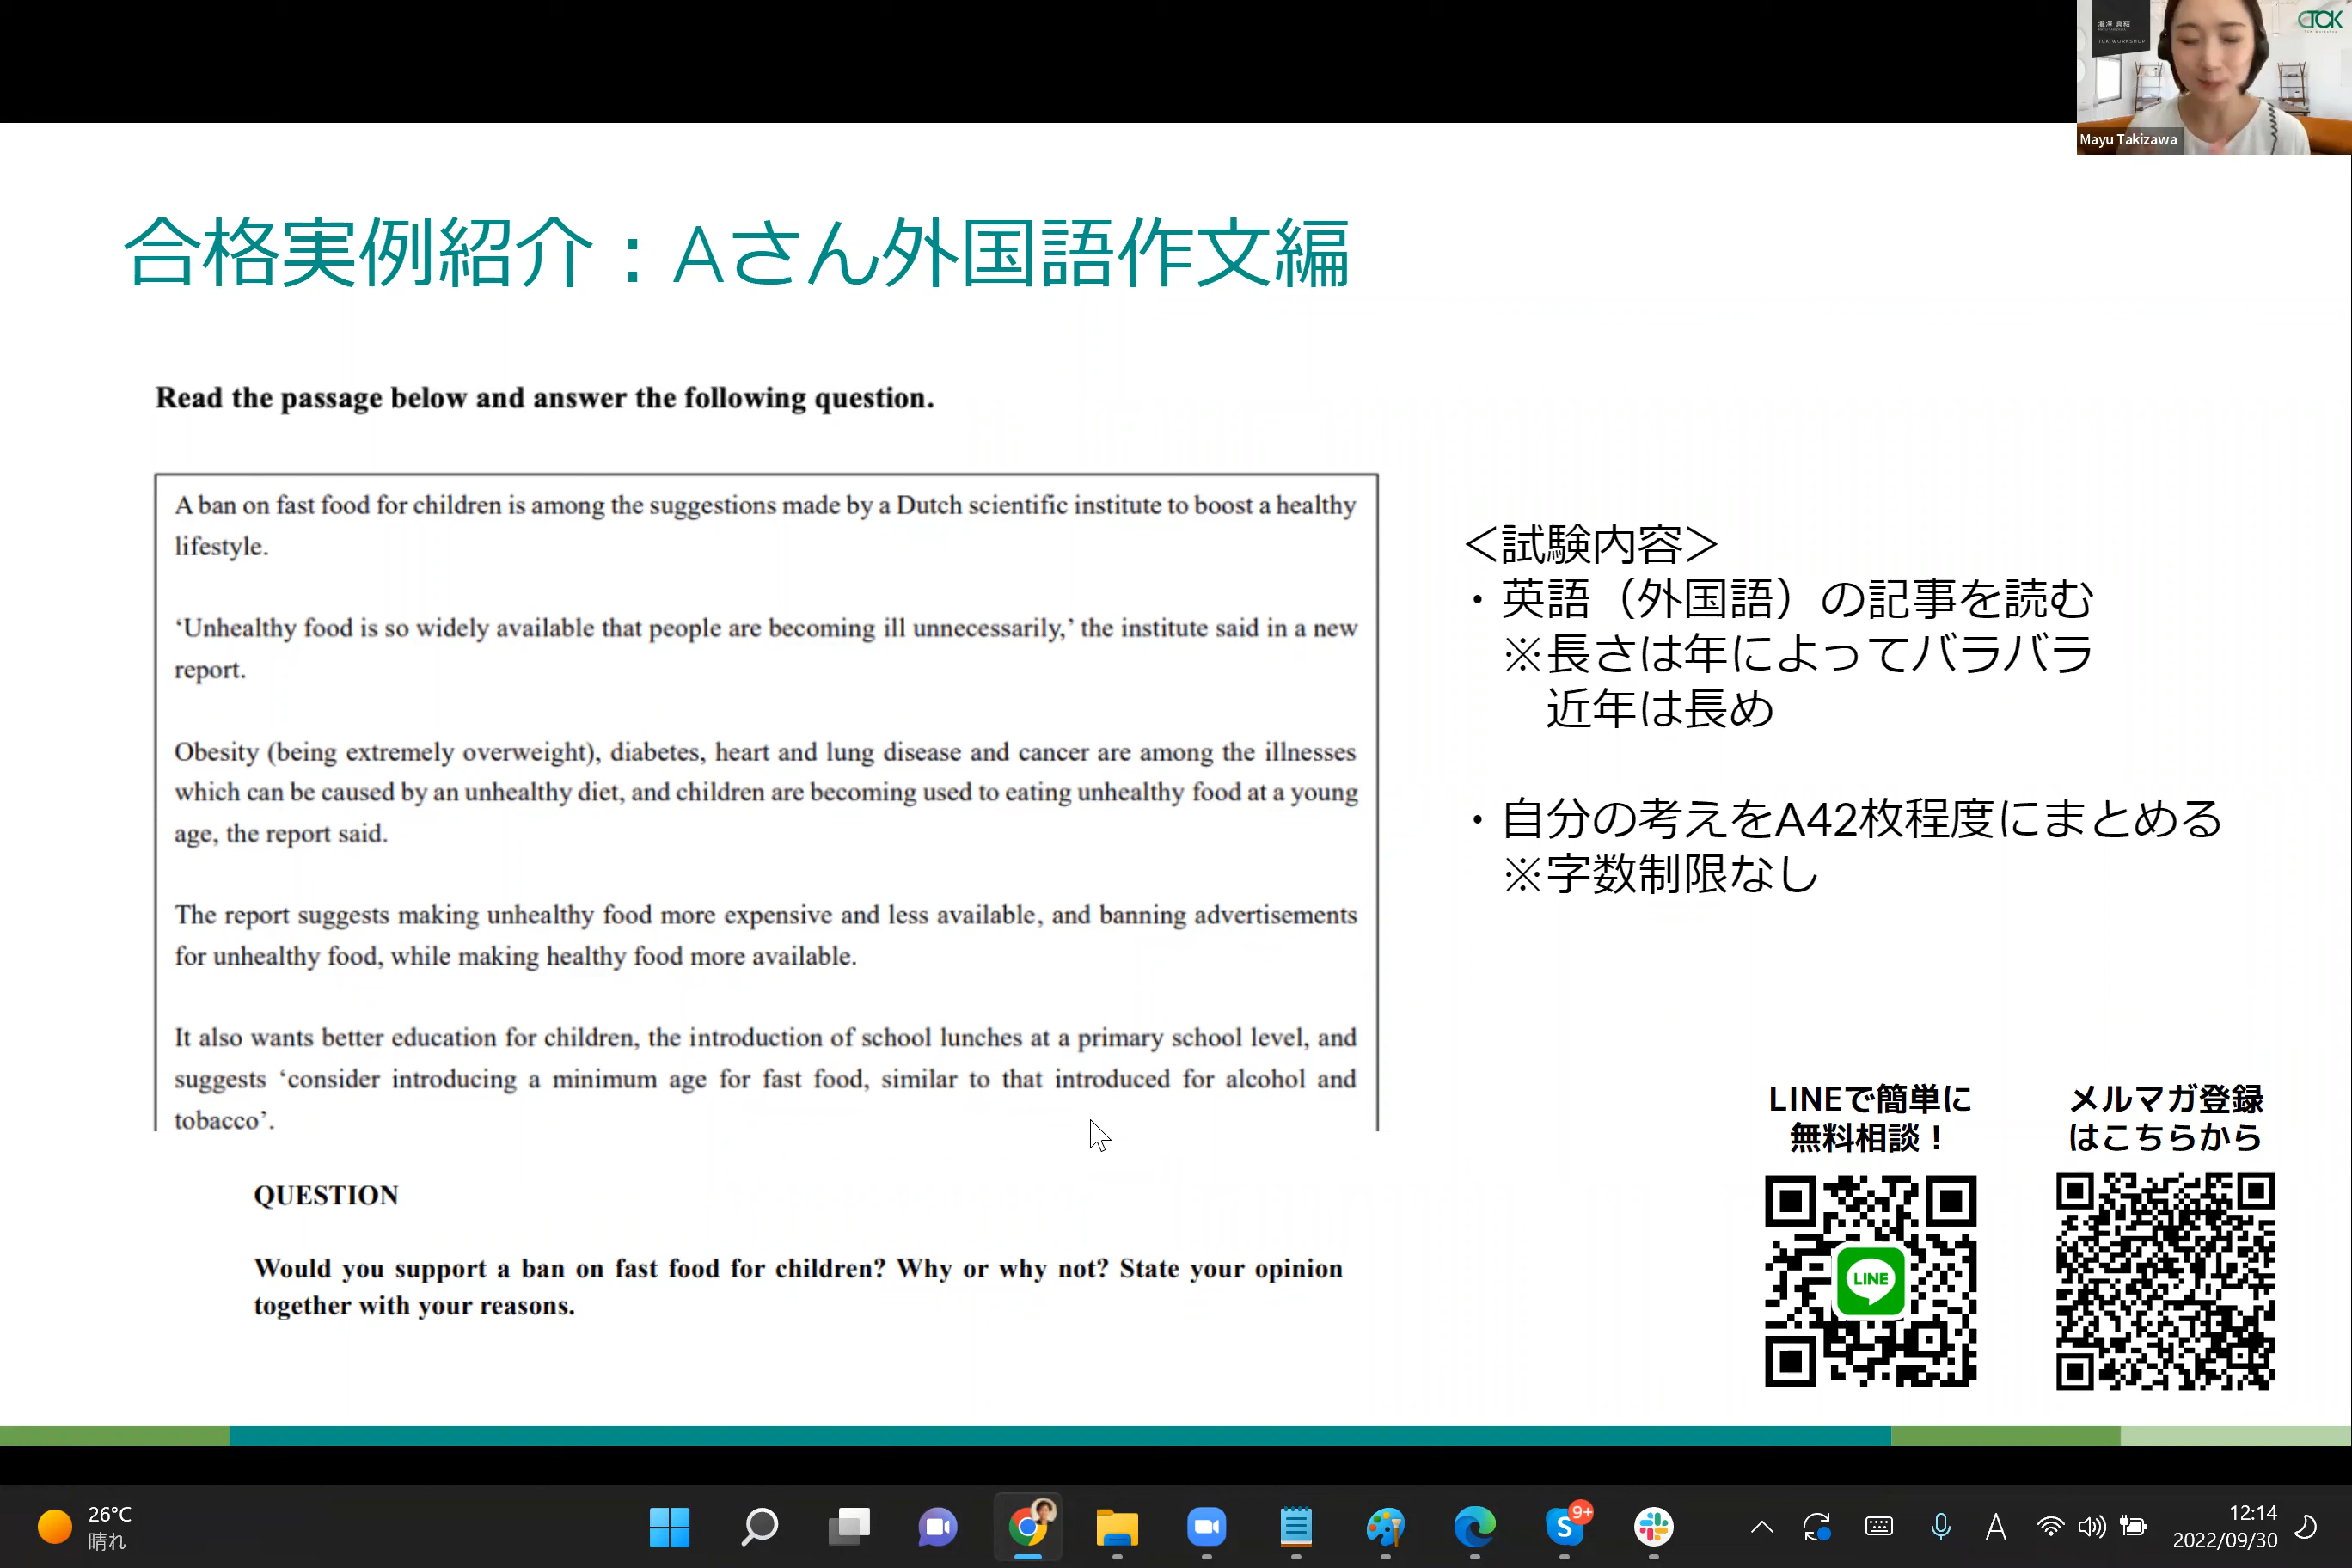 瀧澤 真結
TCK WORKSHOP
TCK
Mayu Takizawa
合格実例紹介：Aさん外国語作文編
Read the passage below and answer the following question.
A ban on fast food for children is among the suggestions made by a Dutch scientific institute to boost a healthy
lifestyle.
‘Unhealthy food is so widely available that people are becoming ill unnecessarily,’ the institute said in a new
report.
Obesity (being extremely overweight), diabetes, heart and lung disease and cancer are among the illnesses
which can be caused by an unhealthy diet, and children are becoming used to eating unhealthy food at a young
age, the report said.
The report suggests making unhealthy food more expensive and less available, and banning advertisements
for unhealthy food, while making healthy food more available.
It also wants better education for children, the introduction of school lunches at a primary school level, and
suggests ‘consider introducing a minimum age for fast food, similar to that introduced for alcohol and
tobacco’.
QUESTION
Would you support a ban on fast food for children? Why or why not? State your opinion
together with your reasons.
＜試験内容＞
・英語（外国語）の記事を読む
※長さは年によってバラバラ
近年は長め
・自分の考えをA42枚程度にまとめる
※字数制限なし
LINEで簡単に
無料相談！
LINE
メルマガ登録
はこちらから
26°C
晴れ
S
9+
A
12:14
2022/09/30